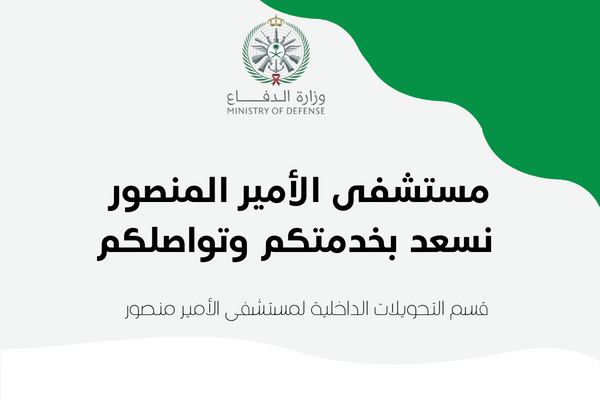 وزارة الدفاع
MINISTRY OF DEFENSE
مستشفى الأمير المنصور
نسعد بخدمتكم وتواصلكم
قسم التحويلات الداخلية لمستشفى الأمير منصور